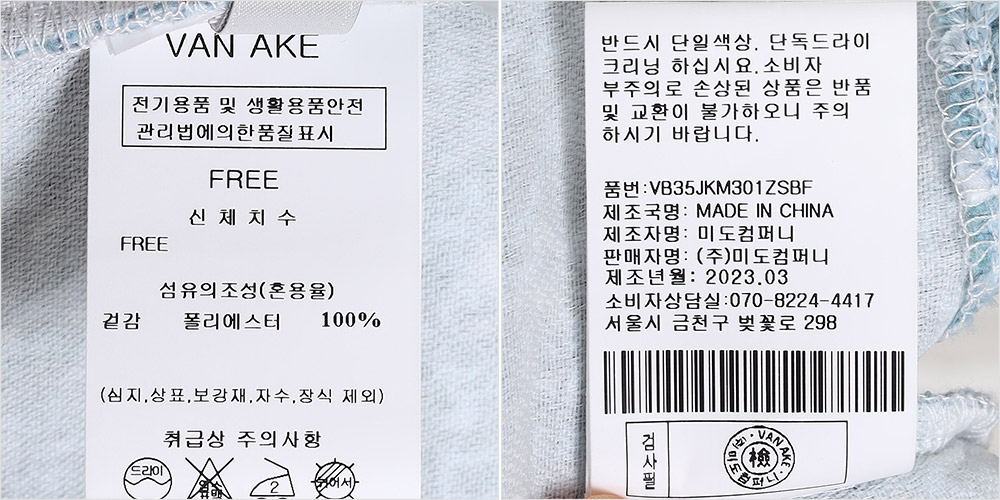 VAN AKE
전기용품 및 생활용품안전
관리법에의한품질표시
FREE
신 체 치 수
FREE
섬유의조성(혼용율)
겉감 폴리에스터 100%
(심지,상표,보강재,자수,장식 제외)
취급상 주의사항
드라이
2
반드시 단일색상. 단독드라이
크리닝 하십시요.소비자
부주의로 손상된 상품은 반품
및 교환이 불가하오니 주의
하시기 바랍니다.
품번:VB35JKM301ZSBF
제조국명: MADE IN CHINA
제조자명: 미도컴퍼니
판매자명: (주)미도컴퍼니
제조년월: 2023.03
소비자상담실:070-8224-4417
서울시 금천구 벚꽃로 298
검사필
(주)미도컴퍼니 · VAN AKE ·
檢